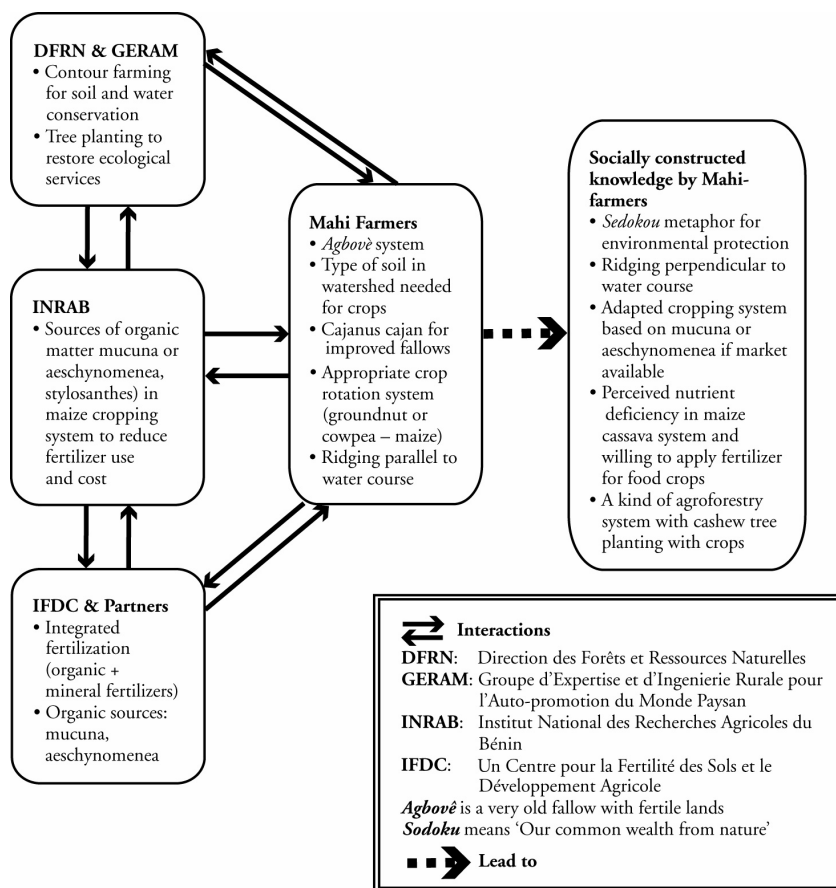 DFRN & GERAM
• Contour farming
for soil and water
conservation
• Tree planting to
restore ecological
services
INRAB
• Sources of organic
matter mucuna or
aeschynomenea,
stylosanthes) in
maize cropping
system to reduce
fertilizer use
and cost
IFDC & Partners
• Integrated
fertilization
(organic +
mineral fertilizers)
• Organic sources:
mucuna,
aeschynomenea
Mahi Farmers
• Agbovè system
• Type of soil in
watershed needed
for crops
• Cajanus cajan for
improved fallows
• Appropriate crop
rotation system
(groundnut or
cowpea – maize)
• Ridging parallel to
water course
Socially constructed
knowledge by Mahi-
farmers
• Sedokou metaphor for
environmental protection
• Ridging perpendicular to
water course
• Adapted cropping system
based on mucuna or
aeschynomenea if market
available
• Perceived nutrient
deficiency in maize
cassava system and
willing to apply fertilizer
for food crops
• A kind of agroforestry
system with cashew tree
planting with crops
Interactions
DFRN: Direction des Forêts et Ressources Naturelles
GERAM: Groupe d'Expertise et d'Ingenierie Rurale pour
l'Auto-promotion du Monde Paysan
INRAB: Institut National des Recherches Agricoles du
Bénin
IFDC: Un Centre pour la Fertilité des Sols et le
Développement Agricole
Agbovê is a very old fallow with fertile lands
Sodoku means 'Our common wealth from nature'
Lead to